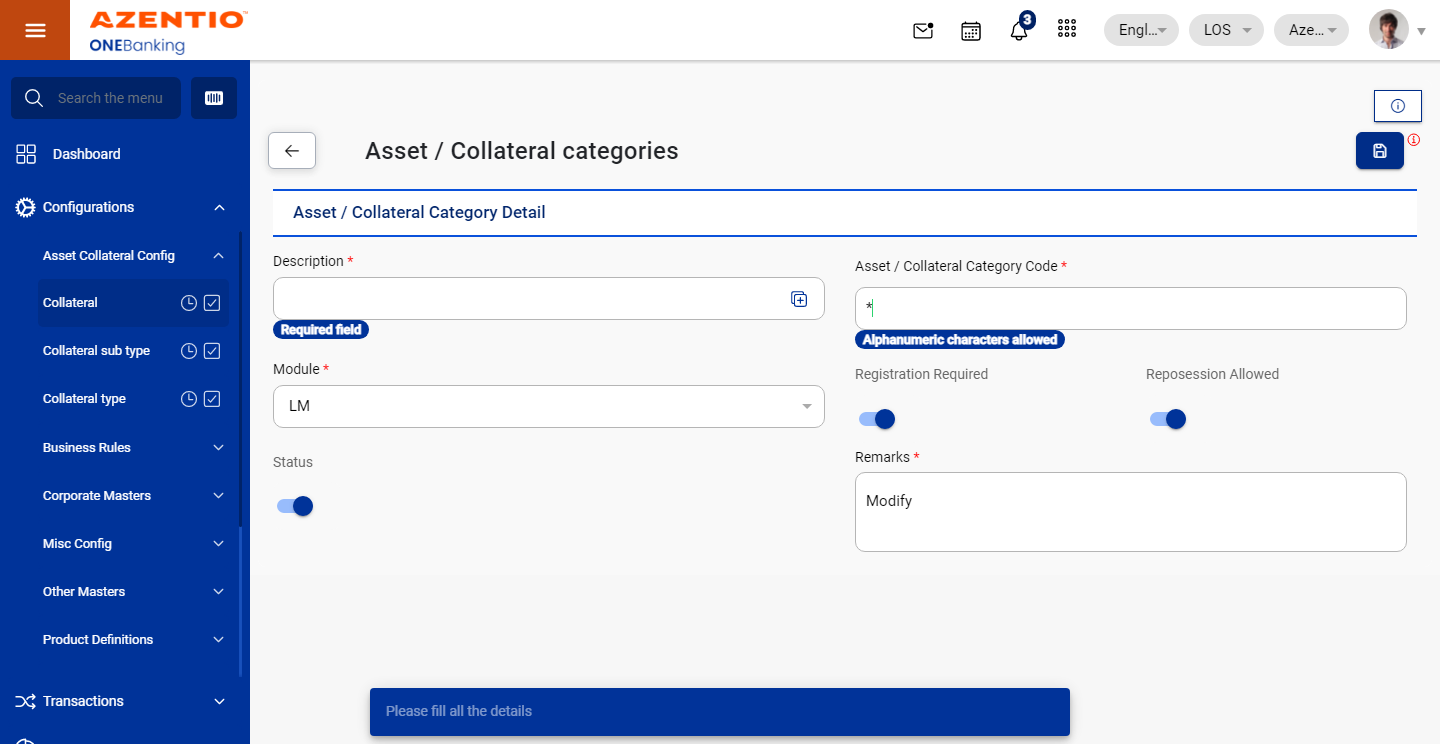 AZENTIO™
ONEBanking
3
Engl...
LOS
Aze...
Search the menu
Dashboard
Configurations
Asset Collateral Config
Collateral
Collateral sub type
Collateral type
Business Rules
Corporate Masters
Misc Config
Other Masters
Product Definitions
Transactions
Asset / Collateral categories
Asset / Collateral Category Detail
Description *
Required field
Asset / Collateral Category Code *
*
Alphanumeric characters allowed
Module *
LM
Registration Required
Reposession Allowed
Status
Remarks *
Modify
Please fill all the details